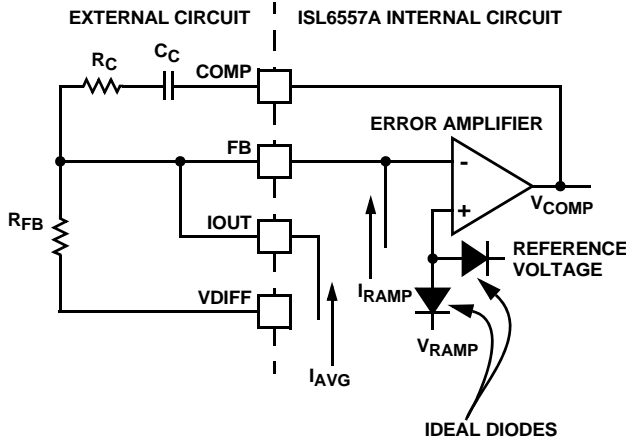 EXTERNAL CIRCUIT
ISL6557A INTERNAL CIRCUIT
RC
CC
COMP
ERROR AMPLIFIER
FB
-
+
VCOMP
RFB
IOUT
REFERENCE
VOLTAGE
IRAMP
VDIFF
VRAMP
IAVG
IDEAL DIODES